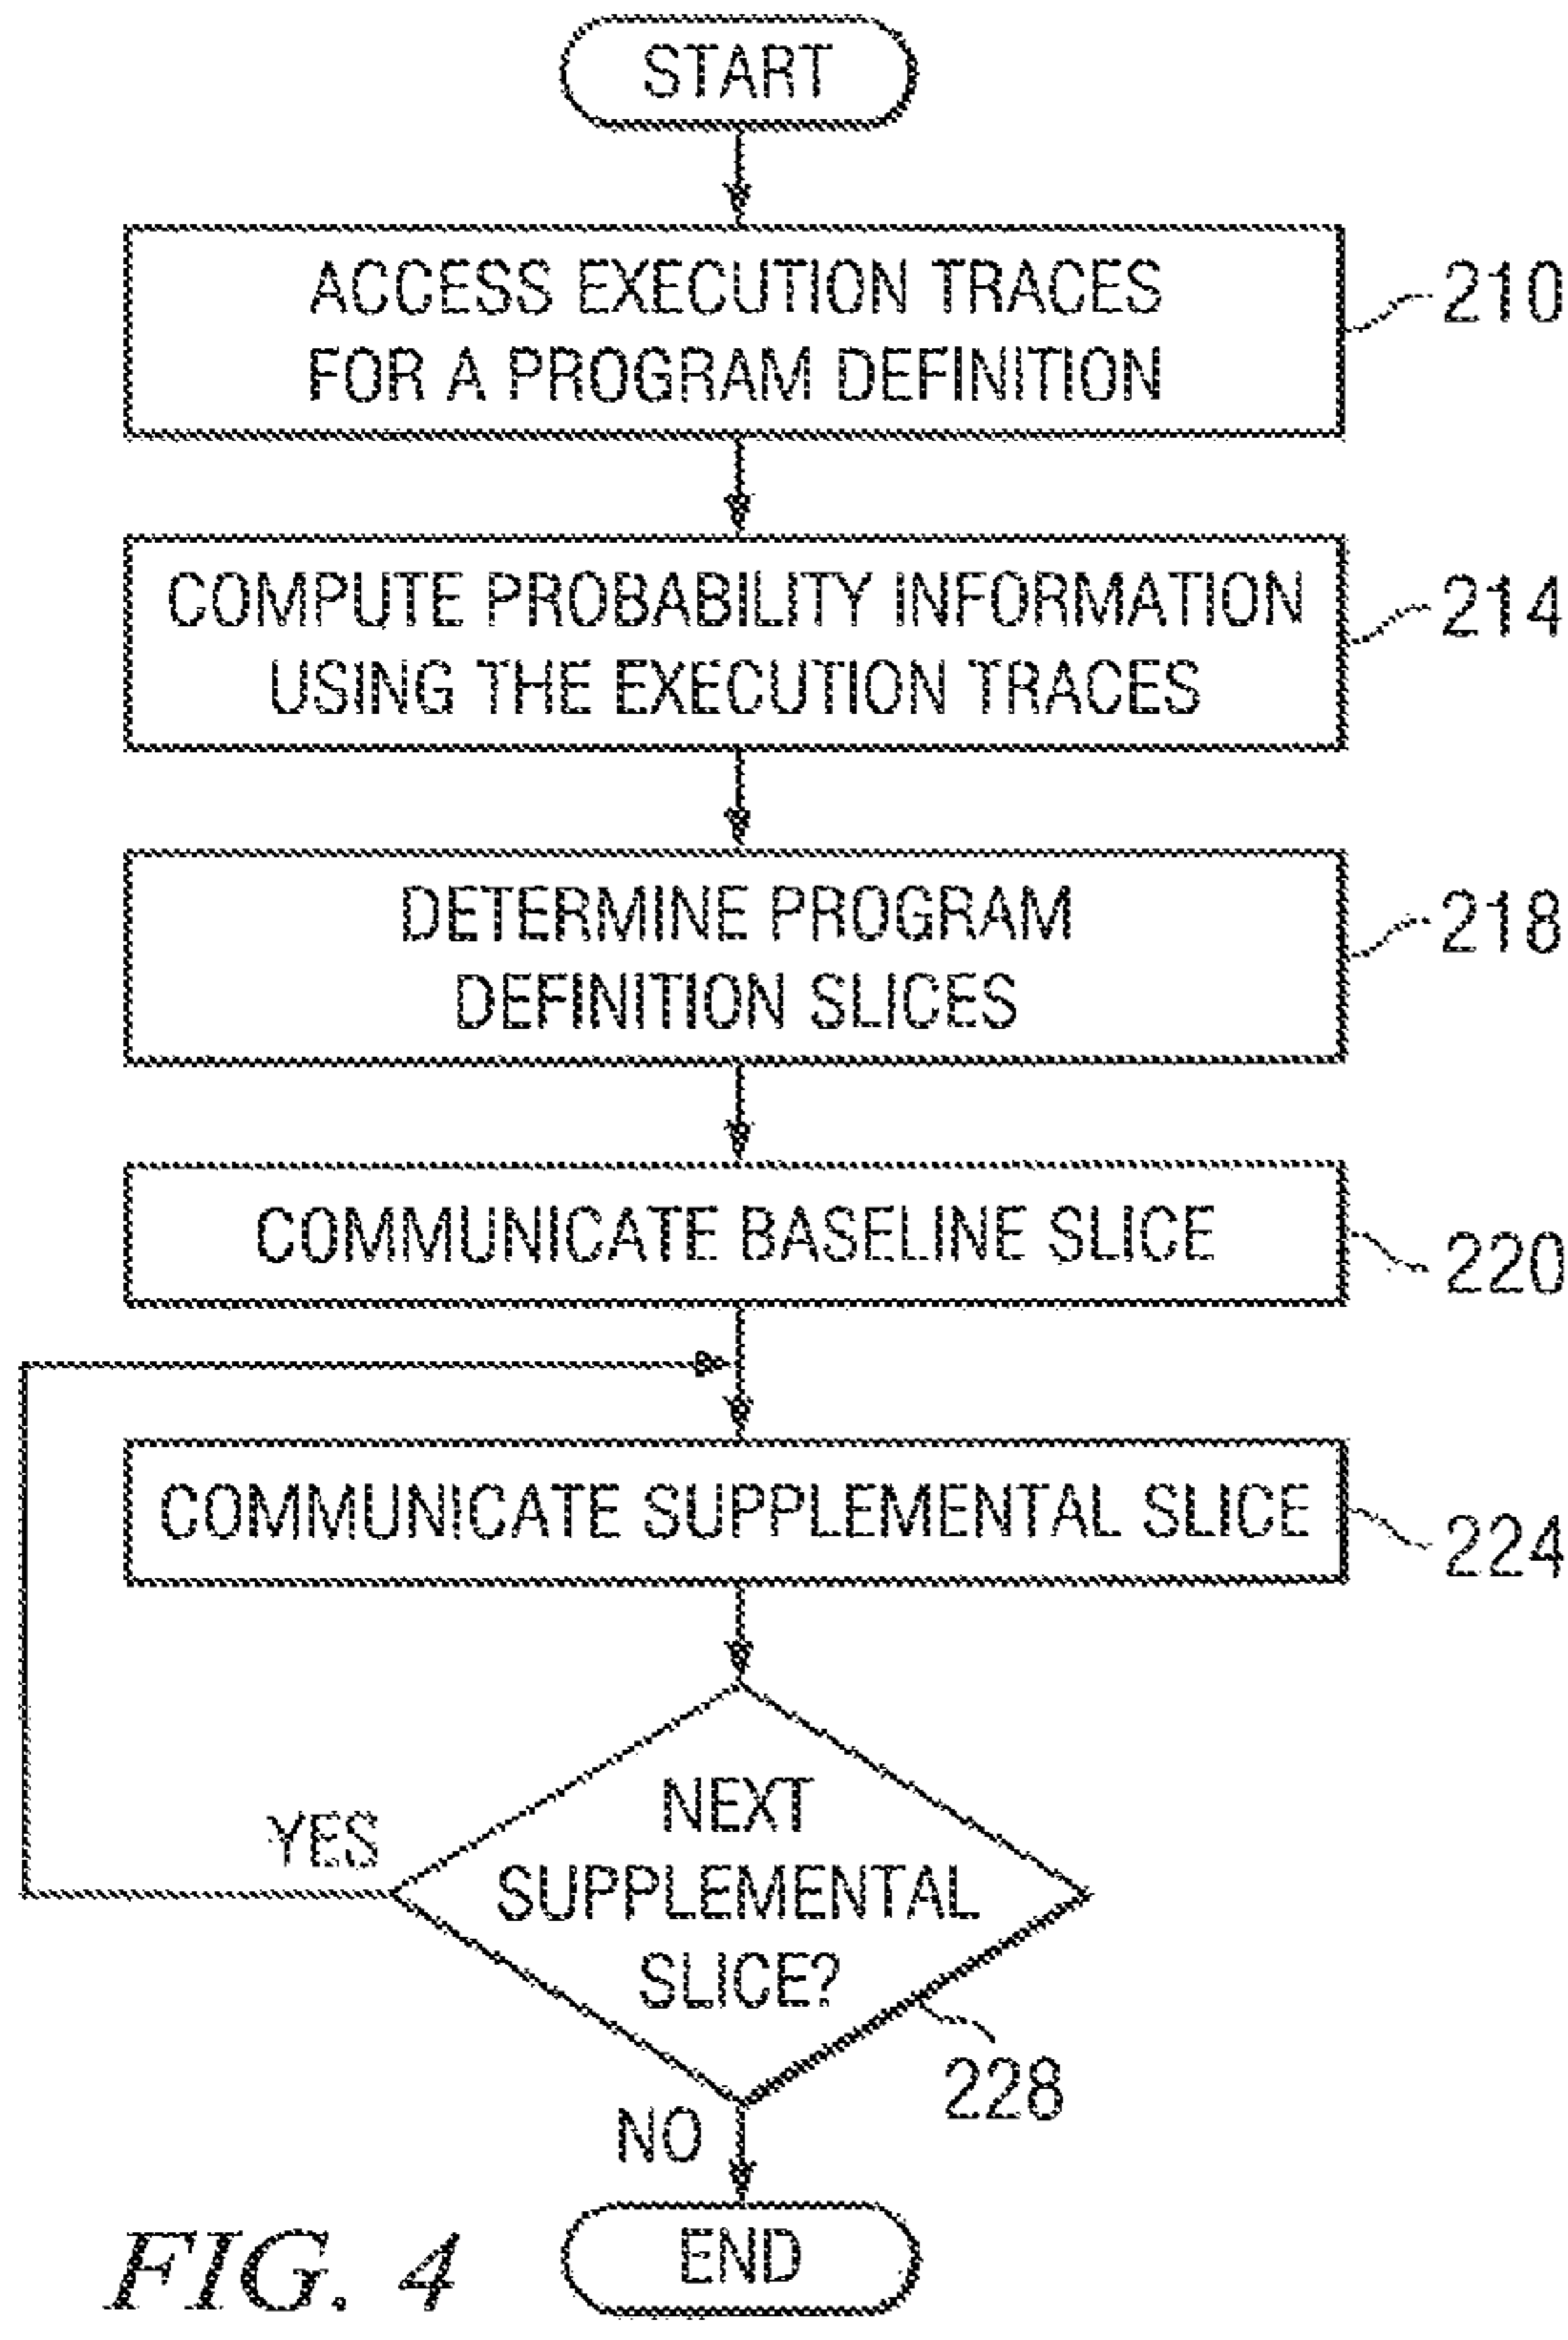 START
ACCESS EXECUTION TRACES
FOR A PROGRAM DEFINITION
210
COMPUTE PROBABILITY INFORMATION
USING THE EXECUTION TRACES
214
DETERMINE PROGRAM
DEFINITION SLICES
218
COMMUNICATE BASELINE SLICE
220
COMMUNICATE SUPPLEMENTAL SLICE
224
NEXT
SUPPLEMENTAL
SLICE?
YES
228
NO
END
FIG. 4